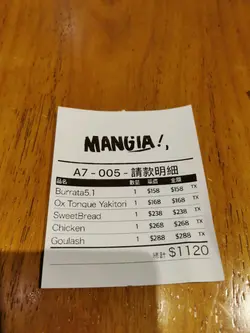 MANGIA!,
A7 - 005 - 請款明細
品名 數量 單價 金額
Burrata5.1 1 $158 $158 TX
Ox Tongue Yakitori 1 $168 $168 TX
SweetBread 1 $238 $238 TX
Chicken 1 $268 $268 TX
Goulash 1 $288 $288 TX
總計 $1120